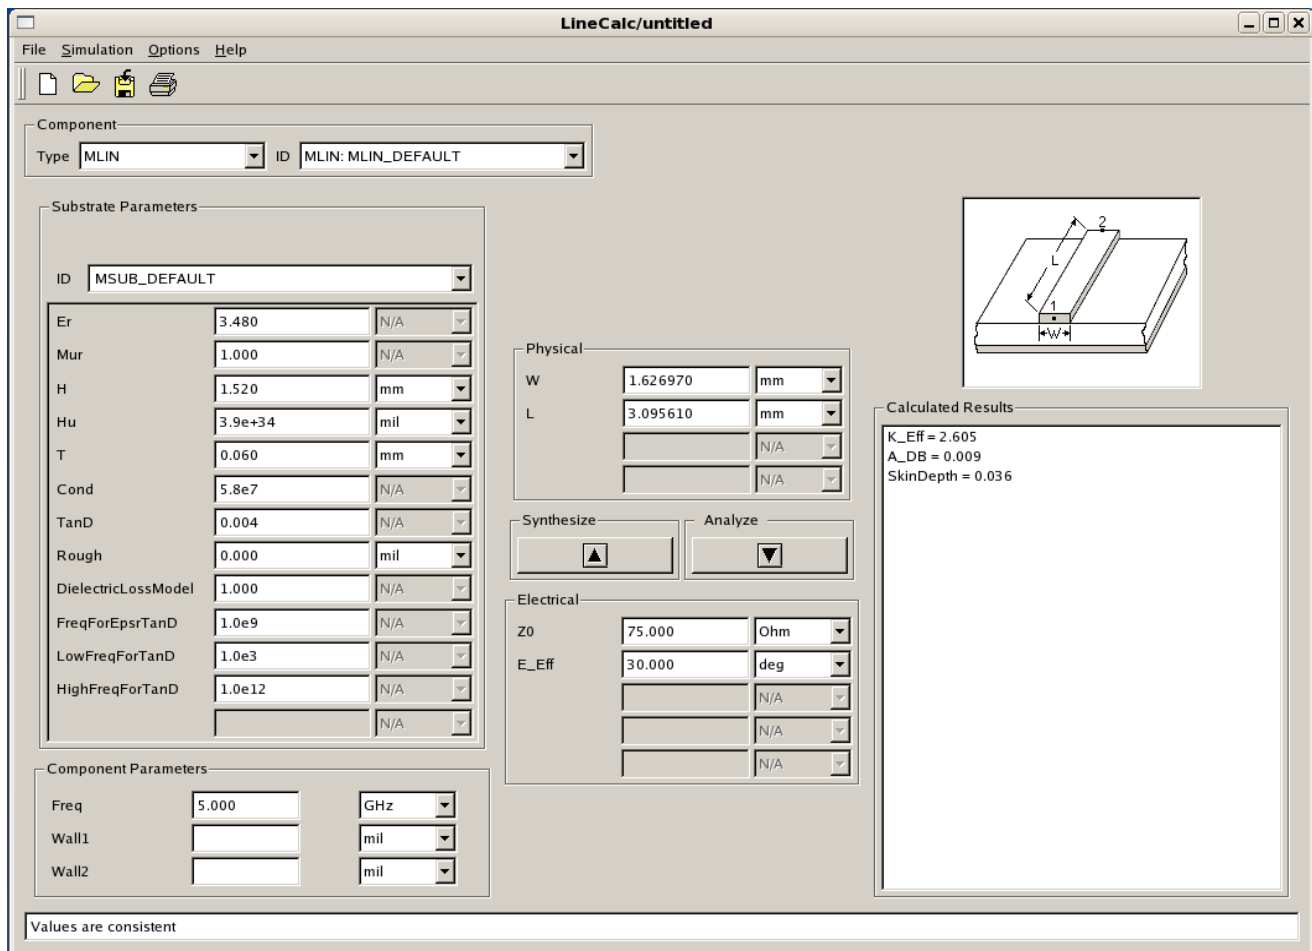 LineCalc/untitled
File Simulation Options Help
Component
Type MLIN ID MLIN: MLIN_DEFAULT
Substrate Parameters
ID MSUB_DEFAULT
Er 3.480 N/A
Mur 1.000 N/A
H 1.520 mm
Hu 3.9e+34 mil
T 0.060 mm
Cond 5.8e7 N/A
TanD 0.004 N/A
Rough 0.000 mil
DielectricLossModel 1.000 N/A
FreqForEpsrTanD 1.0e9 N/A
LowFreqForTanD 1.0e3 N/A
HighFreqForTanD 1.0e12 N/A
N/A
Component Parameters
Freq 5.000 GHz
Wall1 mil
Wall2 mil
Physical
W 1.626970 mm
L 3.095610 mm
N/A
N/A
Synthesize Analyze
Electrical
Z0 75.000 Ohm
E_Eff 30.000 deg
N/A
N/A
N/A
2
L
1
W
Calculated Results
K_Eff = 2.605
A_DB = 0.009
SkinDepth = 0.036
Values are consistent